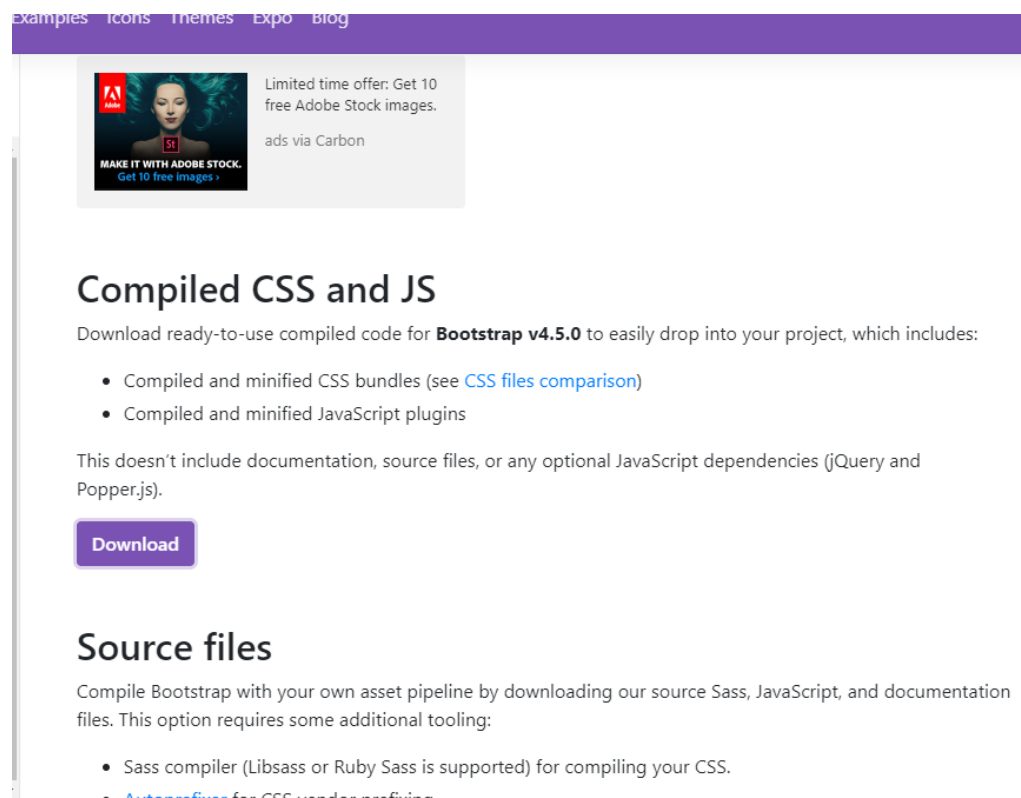 Examples Icons Themes Expo Blog
Adobe
St
MAKE IT WITH ADOBE STOCK.
Get 10 free images ›
Limited time offer: Get 10
free Adobe Stock images.
ads via Carbon
Compiled CSS and JS
Download ready-to-use compiled code for Bootstrap v4.5.0 to easily drop into your project, which includes:
• Compiled and minified CSS bundles (see CSS files comparison)
• Compiled and minified JavaScript plugins
This doesn’t include documentation, source files, or any optional JavaScript dependencies (jQuery and
Popper.js).
Download
Source files
Compile Bootstrap with your own asset pipeline by downloading our source Sass, JavaScript, and documentation
files. This option requires some additional tooling:
• Sass compiler (Libsass or Ruby Sass is supported) for compiling your CSS.
• Autoprefixer for CSS vendor prefixing